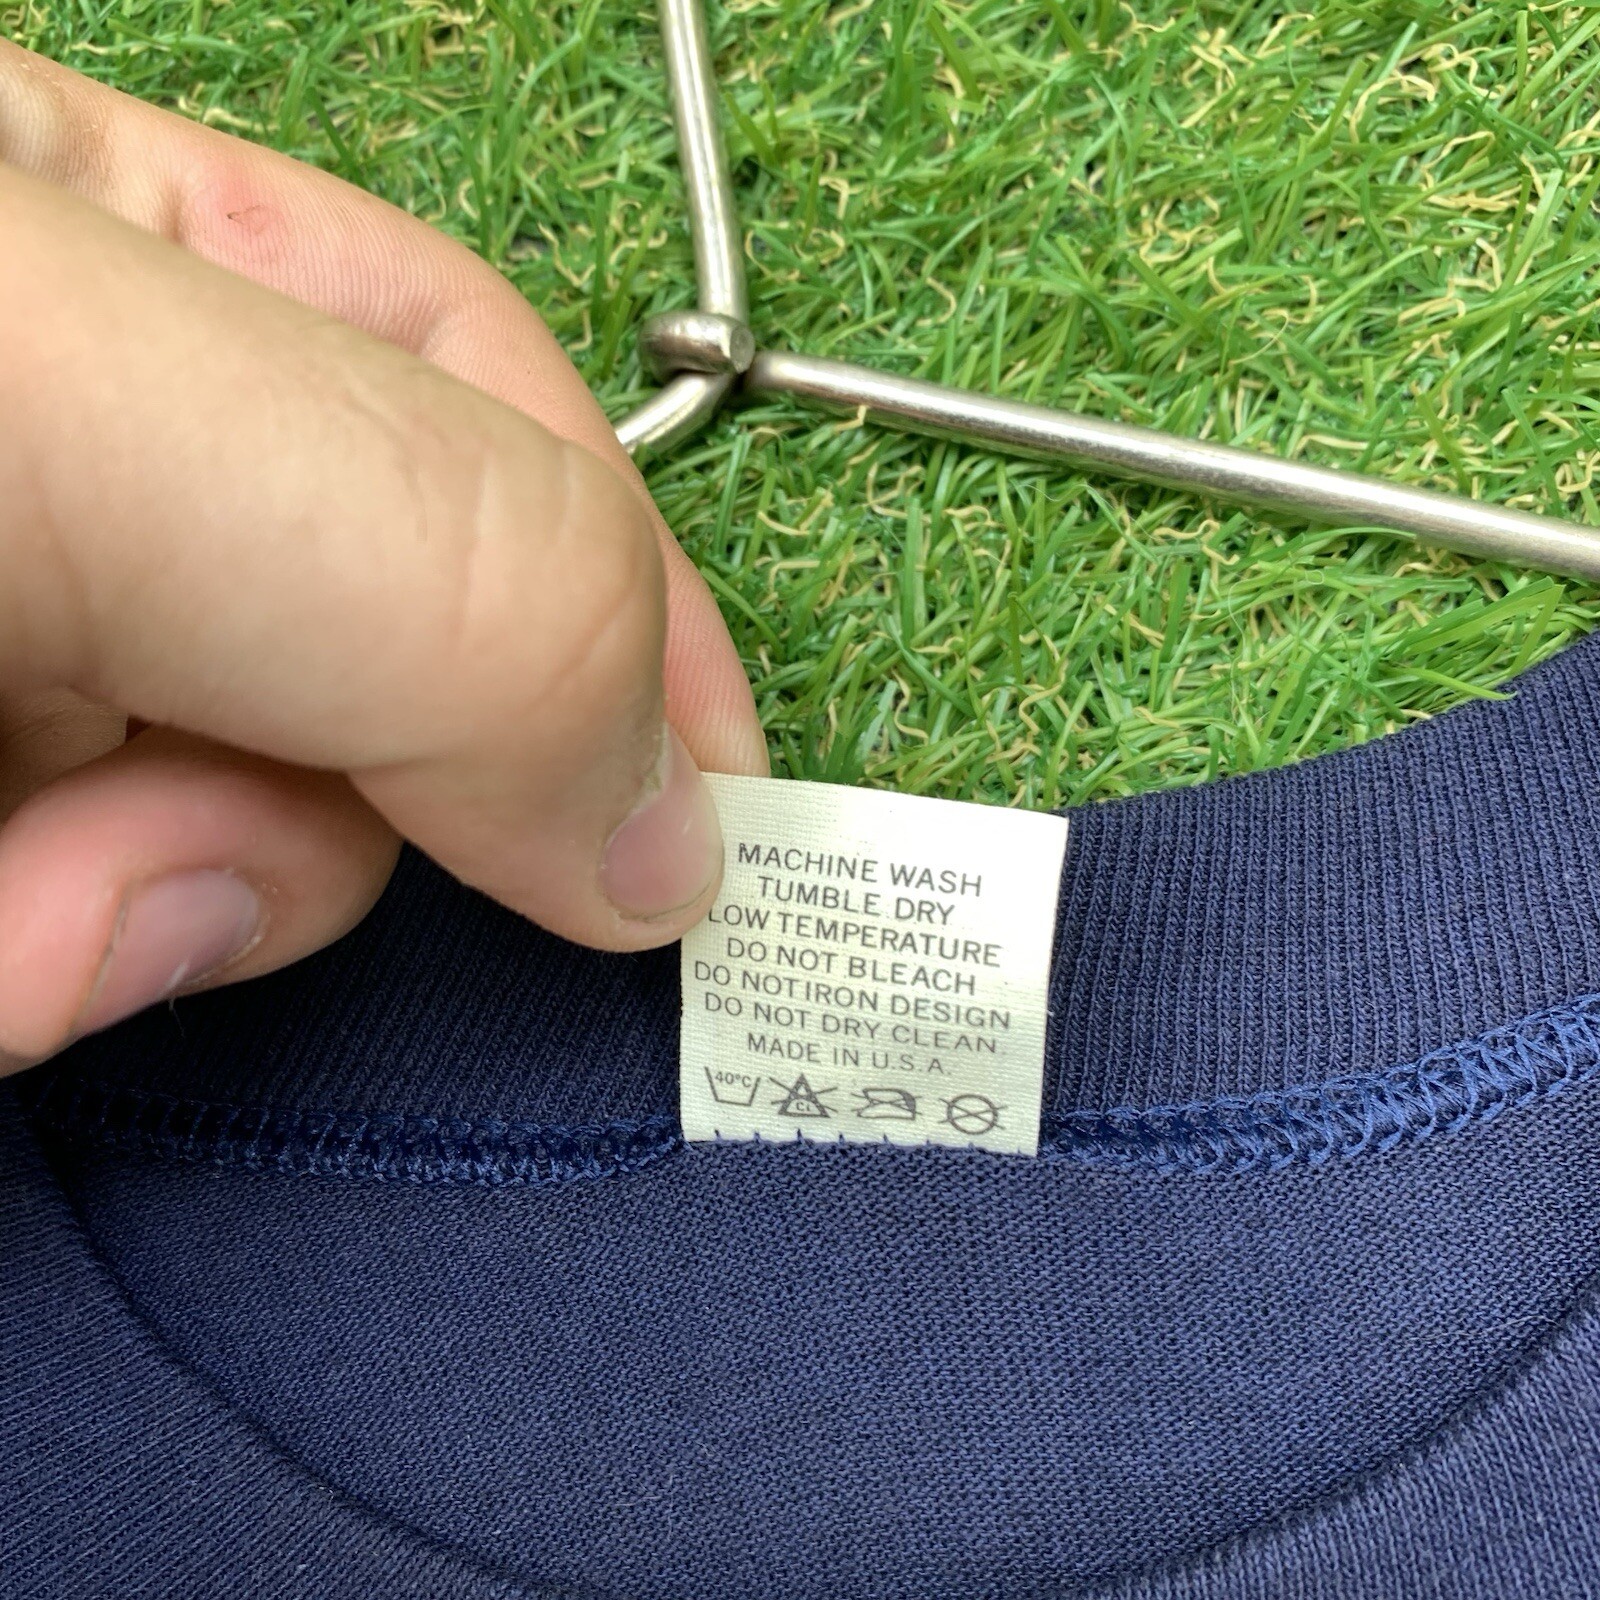 MACHINE WASH
TUMBLE DRY
LOW TEMPERATURE
DO NOT BLEACH
DO NOT IRON DESIGN
DO NOT DRY CLEAN.
MADE IN U.S.A.
40°C CL